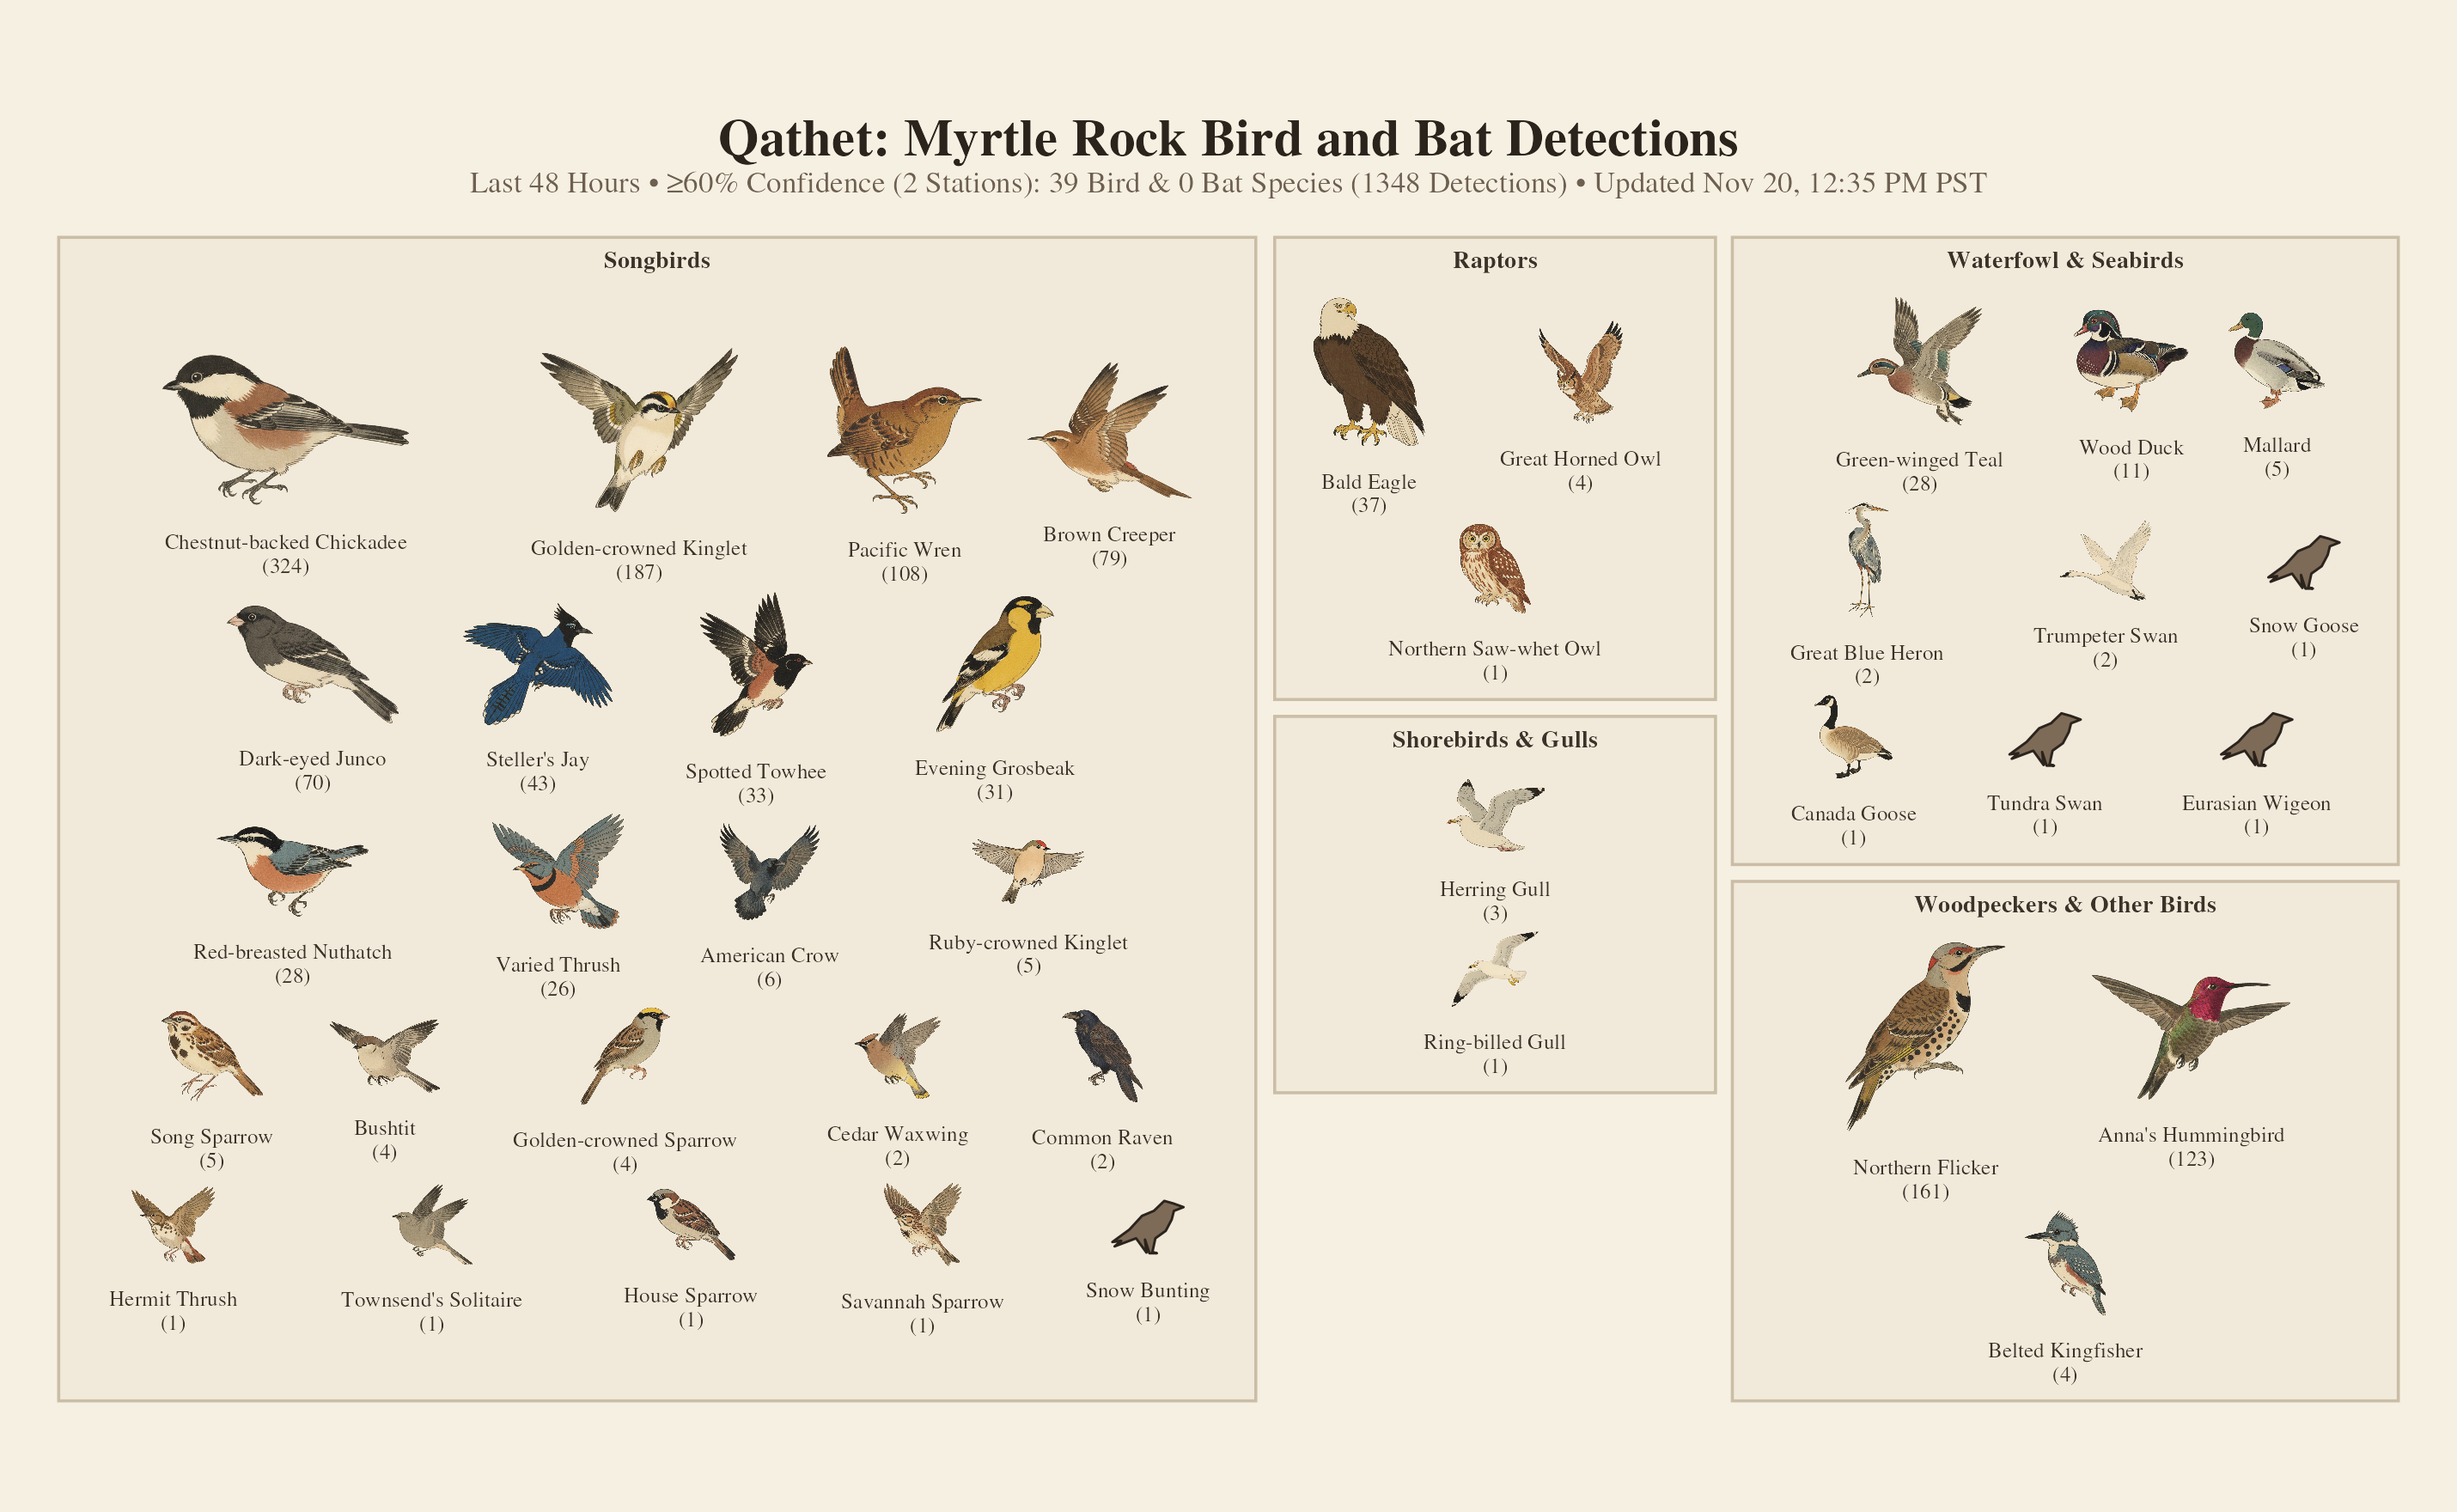 Qathet: Myrtle Rock Bird and Bat Detections
Last 48 Hours • ≥60% Confidence (2 Stations): 39 Bird & 0 Bat Species (1348 Detections) • Updated Nov 20, 12:35 PM PST
Songbirds
Chestnut-backed Chickadee
(324)
Golden-crowned Kinglet
(187)
Pacific Wren
(108)
Brown Creeper
(79)
Dark-eyed Junco
(70)
Steller's Jay
(43)
Spotted Towhee
(33)
Evening Grosbeak
(31)
Red-breasted Nuthatch
(28)
Varied Thrush
(26)
American Crow
(6)
Ruby-crowned Kinglet
(5)
Song Sparrow
(5)
Bushtit
(4)
Golden-crowned Sparrow
(4)
Cedar Waxwing
(2)
Common Raven
(2)
Hermit Thrush
(1)
Townsend's Solitaire
(1)
House Sparrow
(1)
Savannah Sparrow
(1)
Snow Bunting
(1)
Raptors
Bald Eagle
(37)
Great Horned Owl
(4)
Northern Saw-whet Owl
(1)
Shorebirds & Gulls
Herring Gull
(3)
Ring-billed Gull
(1)
Waterfowl & Seabirds
Green-winged Teal
(28)
Wood Duck
(11)
Mallard
(5)
Great Blue Heron
(2)
Trumpeter Swan
(2)
Snow Goose
(1)
Canada Goose
(1)
Tundra Swan
(1)
Eurasian Wigeon
(1)
Woodpeckers & Other Birds
Northern Flicker
(161)
Anna's Hummingbird
(123)
Belted Kingfisher
(4)